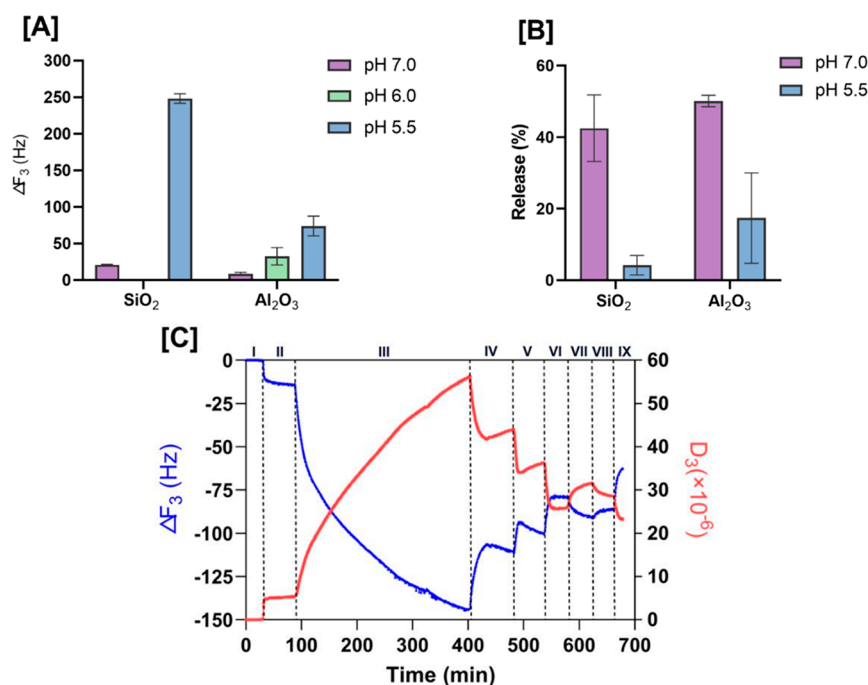 [A]
300
250
200
150
100
50
0
ΔF₃ (Hz)
SiO₂
Al₂O₃
pH 7.0
pH 6.0
pH 5.5
[B]
60
40
20
0
Release (%)
SiO₂
Al₂O₃
pH 7.0
pH 5.5
[C]
I II III IV V VI VII VIII IX
0
-25
-50
-75
-100
-125
-150
ΔF₃ (Hz)
60
50
40
30
20
10
0
D₃(×10⁻⁶)
0 100 200 300 400 500 600 700
Time (min)